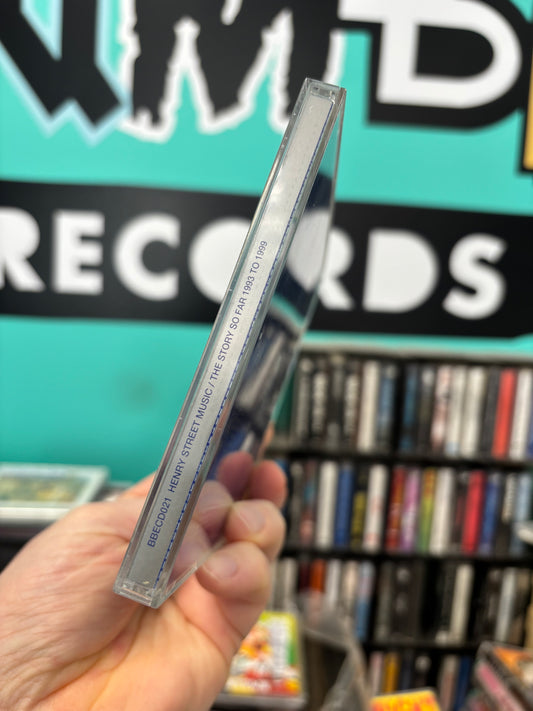 RECORDS
BBECD021 HENRY STREET MUSIC / THE STORY SO FAR 1993 TO 1999